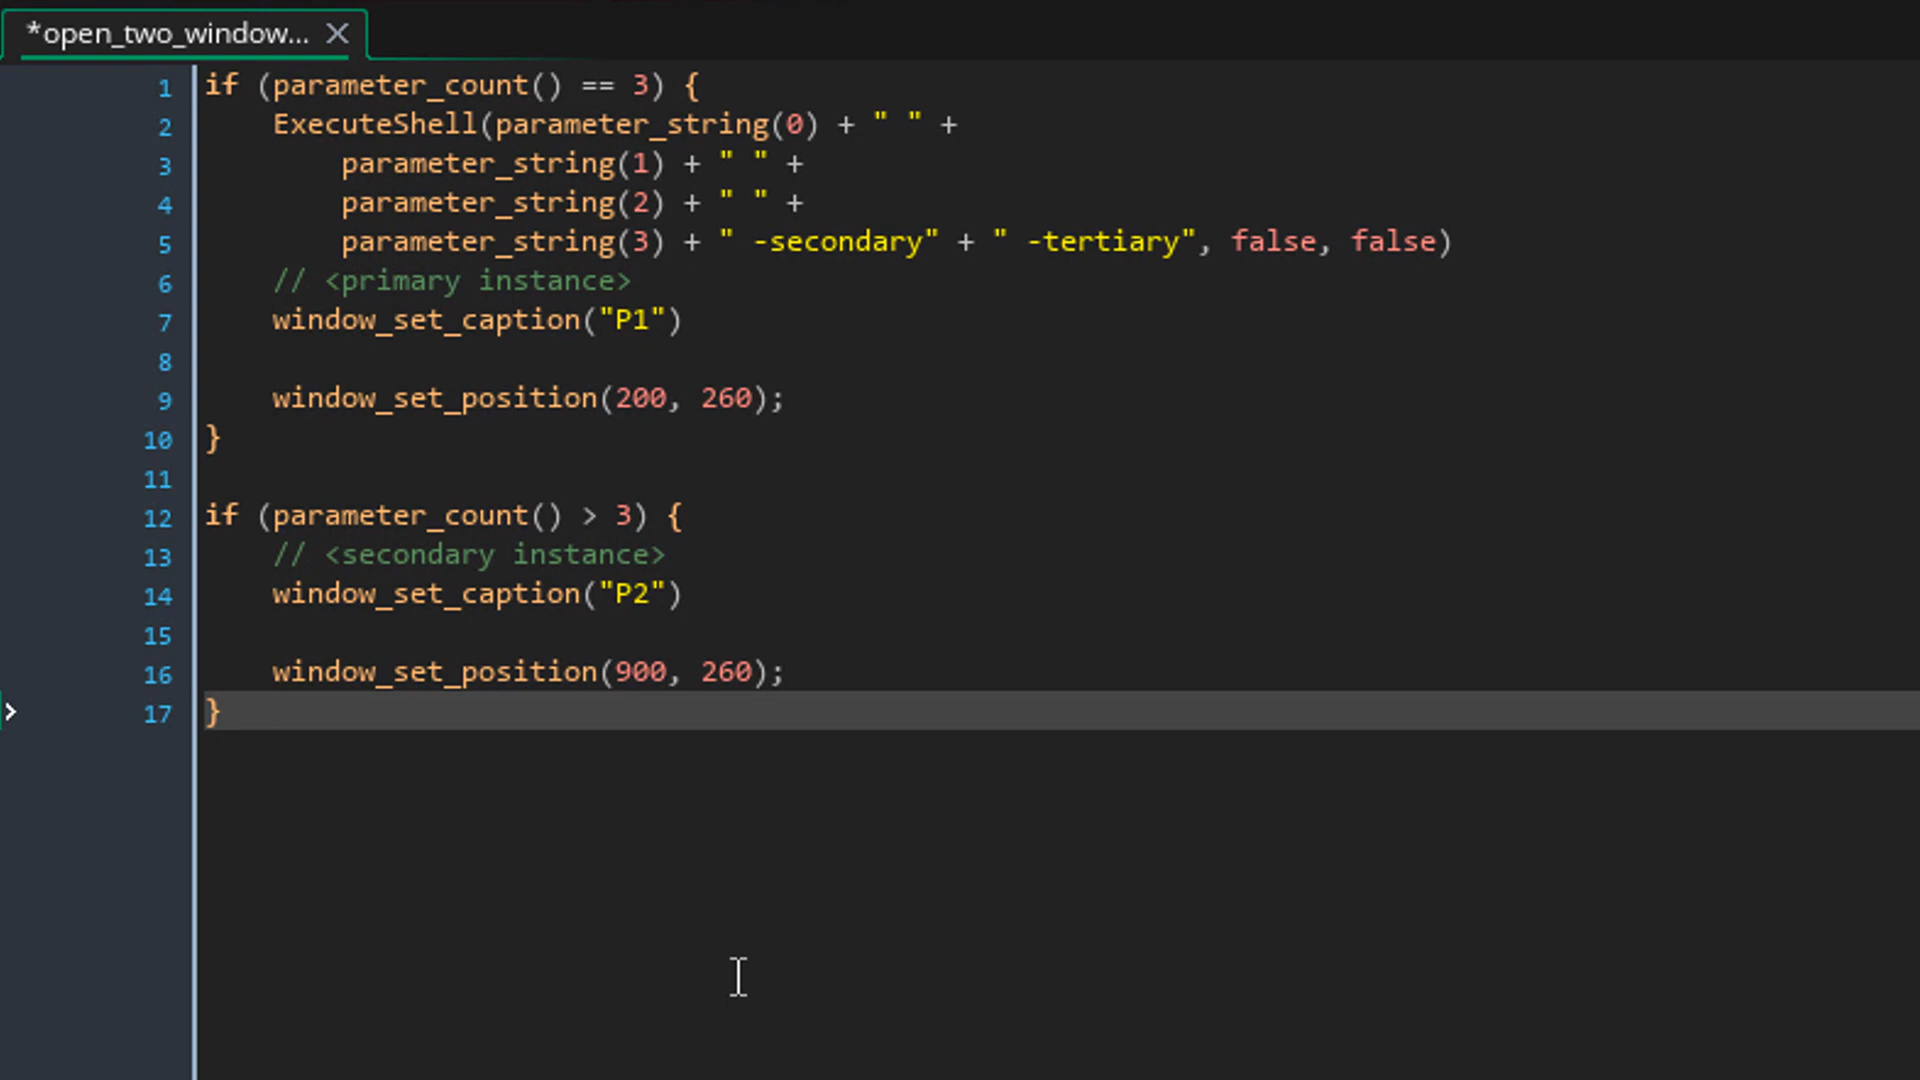 *open_two_window...
1 if (parameter_count() == 3) {
2 ExecuteShell(parameter_string(0) + " " +
3 parameter_string(1) + " " +
4 parameter_string(2) + " " +
5 parameter_string(3) + " -secondary" + " -tertiary", false, false)
6 // <primary instance>
7 window_set_caption("P1")
8
9 window_set_position(200, 260);
10 }
11
12 if (parameter_count() > 3) {
13 // <secondary instance>
14 window_set_caption("P2")
15
16 window_set_position(900, 260);
17 }